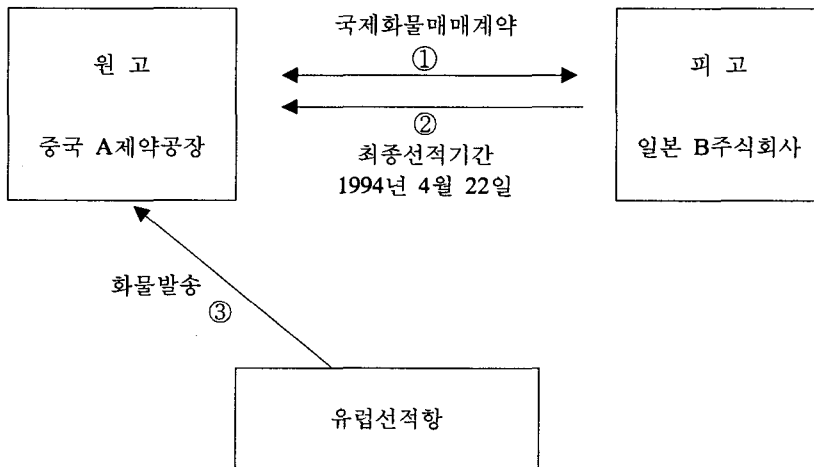 국제화물매매계약
①
원 고
중국 A제약공장
피 고
일본 B주식회사
②
최종선적기간
1994년 4월 22일
화물발송
③
유럽선적항